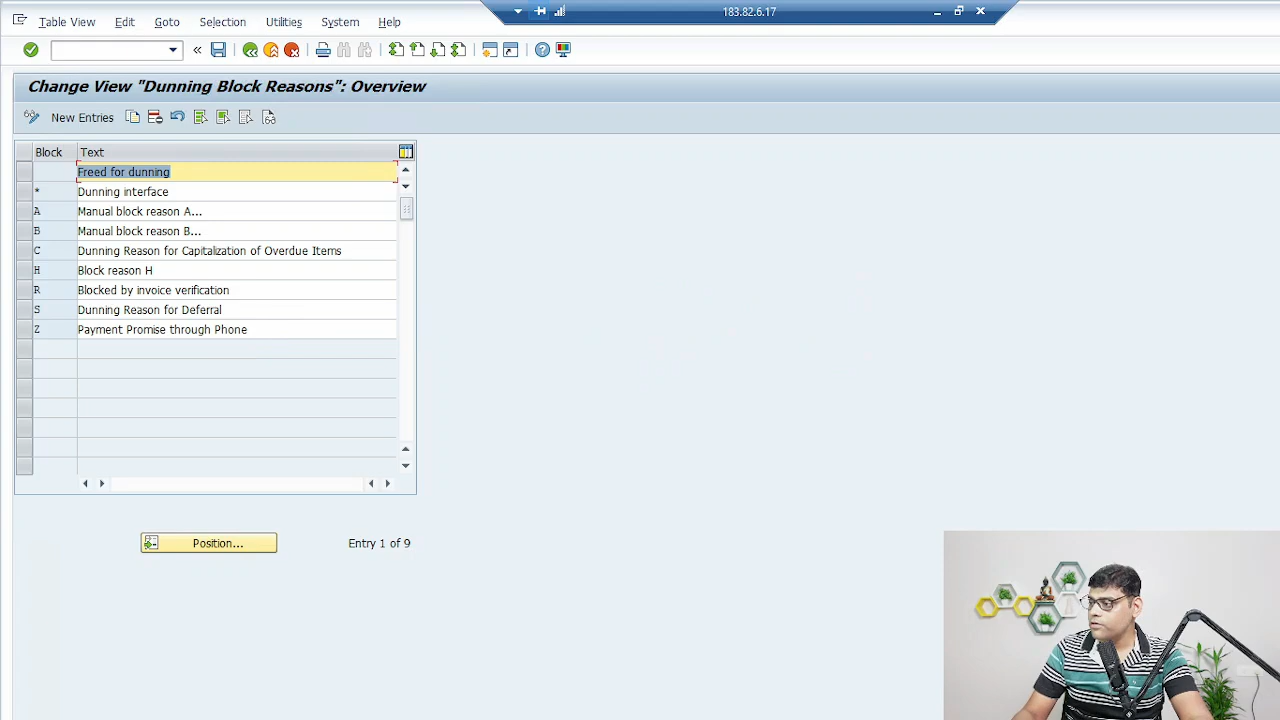 183.82.6.17
Table View Edit Goto Selection Utilities System Help
Change View "Dunning Block Reasons": Overview
New Entries
Block Text
Freed for dunning
* Dunning interface
A Manual block reason A...
B Manual block reason B...
C Dunning Reason for Capitalization of Overdue Items
H Block reason H
R Blocked by invoice verification
S Dunning Reason for Deferral
Z Payment Promise through Phone
Position... Entry 1 of 9